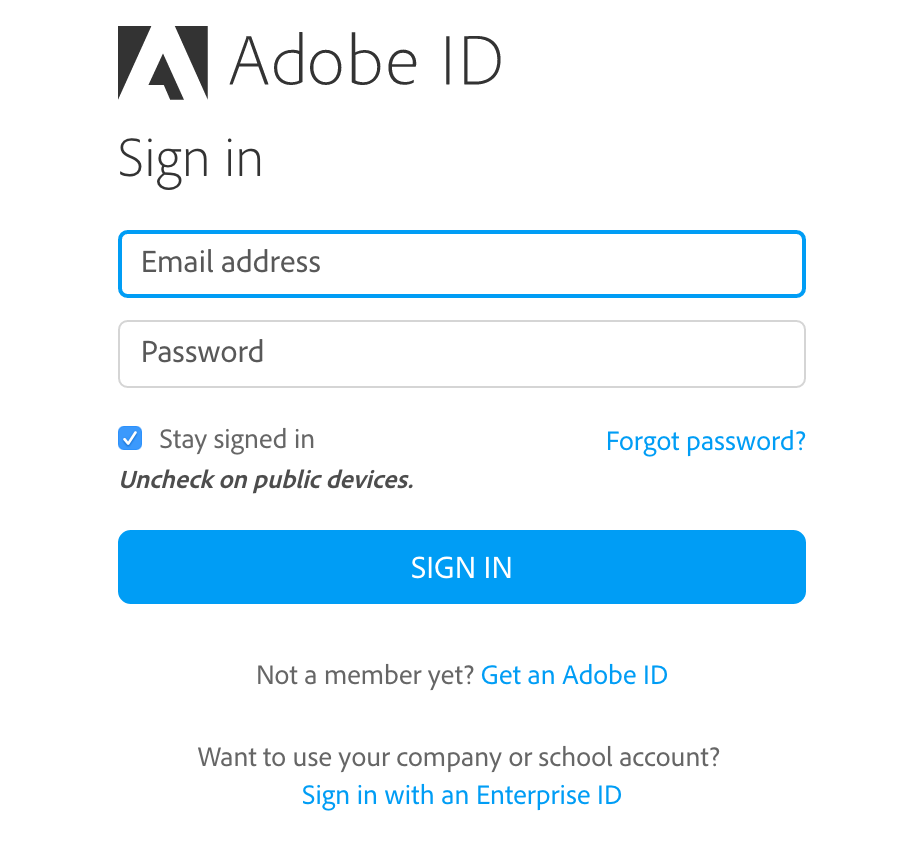 Adobe ID
Sign in
Email address
Password
Stay signed in
Forgot password?
Uncheck on public devices.
SIGN IN
Not a member yet? Get an Adobe ID
Want to use your company or school account?
Sign in with an Enterprise ID